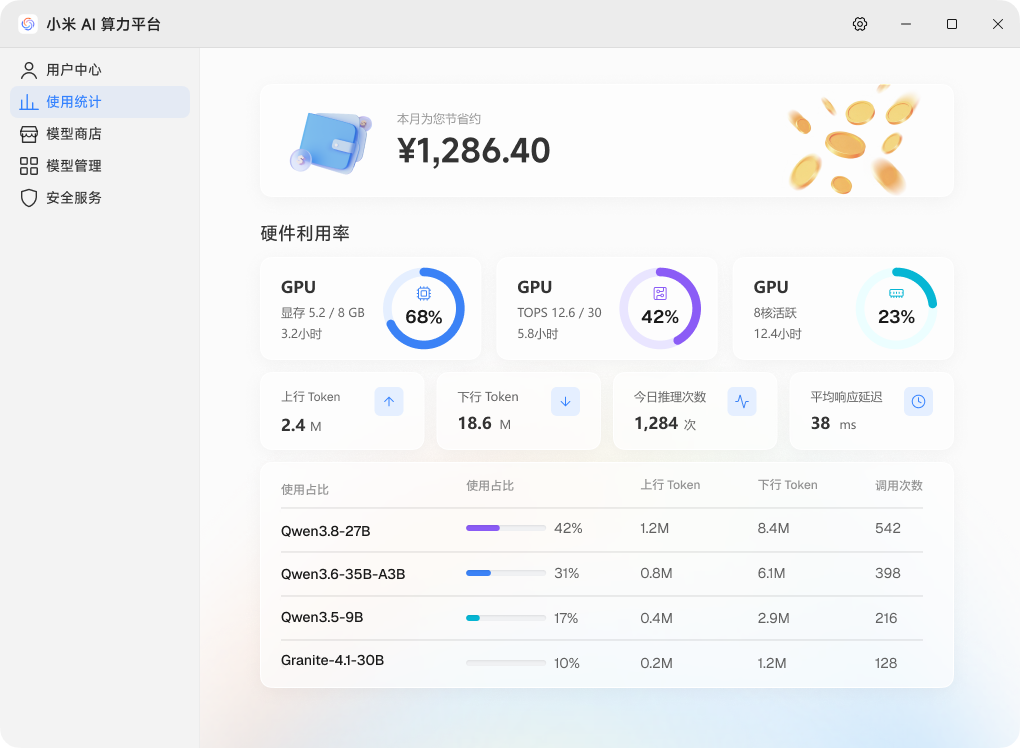 小米 AI 算力平台
用户中心
使用统计
模型商店
模型管理
安全服务
本月为您节省约
¥1,286.40
硬件利用率
GPU
显存 5.2 / 8 GB
3.2小时
68%
GPU
TOPS 12.6 / 30
5.8小时
42%
GPU
8核活跃
12.4小时
23%
上行 Token
2.4 M
下行 Token
18.6 M
今日推理次数
1,284 次
平均响应延迟
38 ms
使用占比 使用占比 上行 Token 下行 Token 调用次数
Qwen3.8-27B 42% 1.2M 8.4M 542
Qwen3.6-35B-A3B 31% 0.8M 6.1M 398
Qwen3.5-9B 17% 0.4M 2.9M 216
Granite-4.1-30B 10% 0.2M 1.2M 128